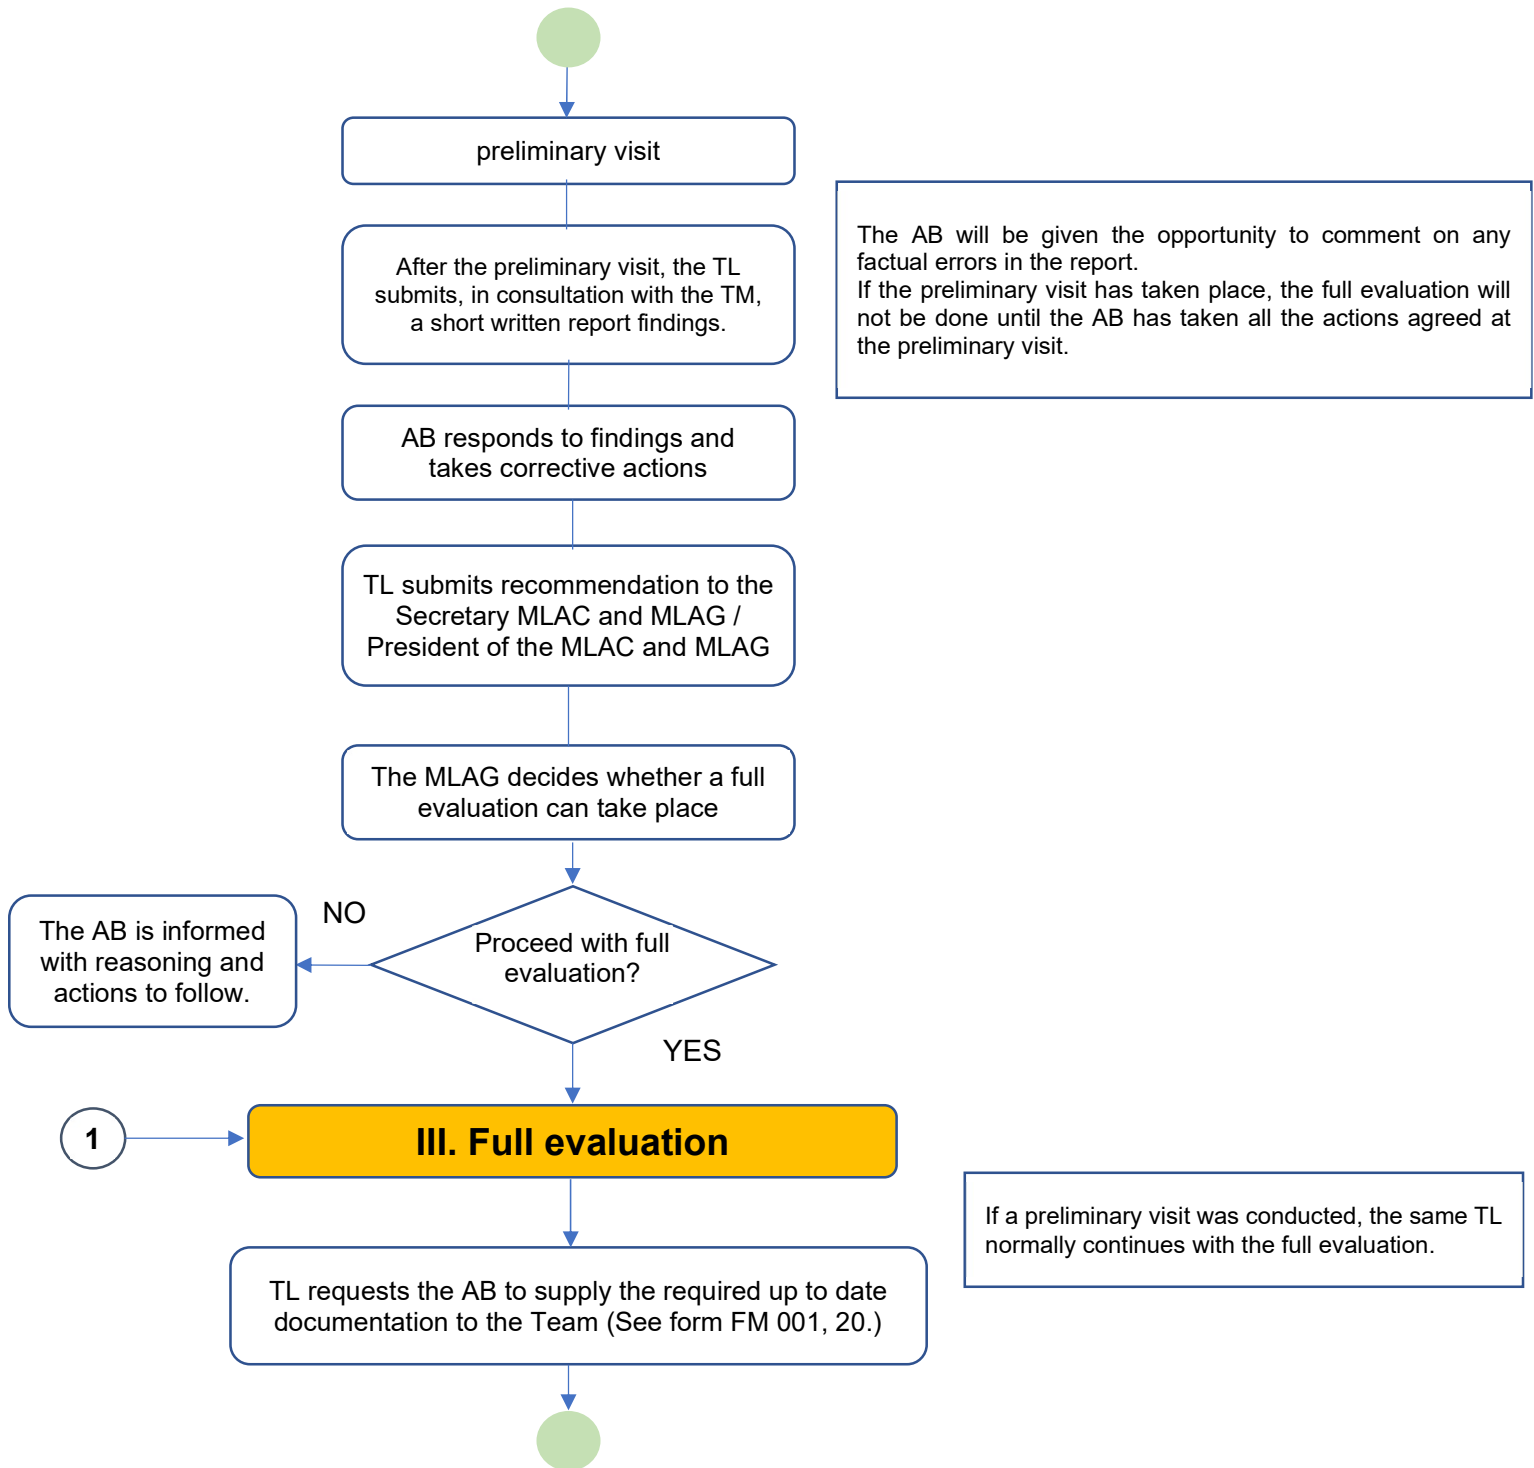 preliminary visit
After the preliminary visit, the TL
submits, in consultation with the TM,
a short written report findings.
The AB will be given the opportunity to comment on any
factual errors in the report.
If the preliminary visit has taken place, the full evaluation will
not be done until the AB has taken all the actions agreed at
the preliminary visit.
AB responds to findings and
takes corrective actions
TL submits recommendation to the
Secretary MLAC and MLAG /
President of the MLAC and MLAG
The MLAG decides whether a full
evaluation can take place
Proceed with full
evaluation?
NO
The AB is informed
with reasoning and
actions to follow.
YES
1
III. Full evaluation
If a preliminary visit was conducted, the same TL
normally continues with the full evaluation.
TL requests the AB to supply the required up to date
documentation to the Team (See form FM 001, 20.)